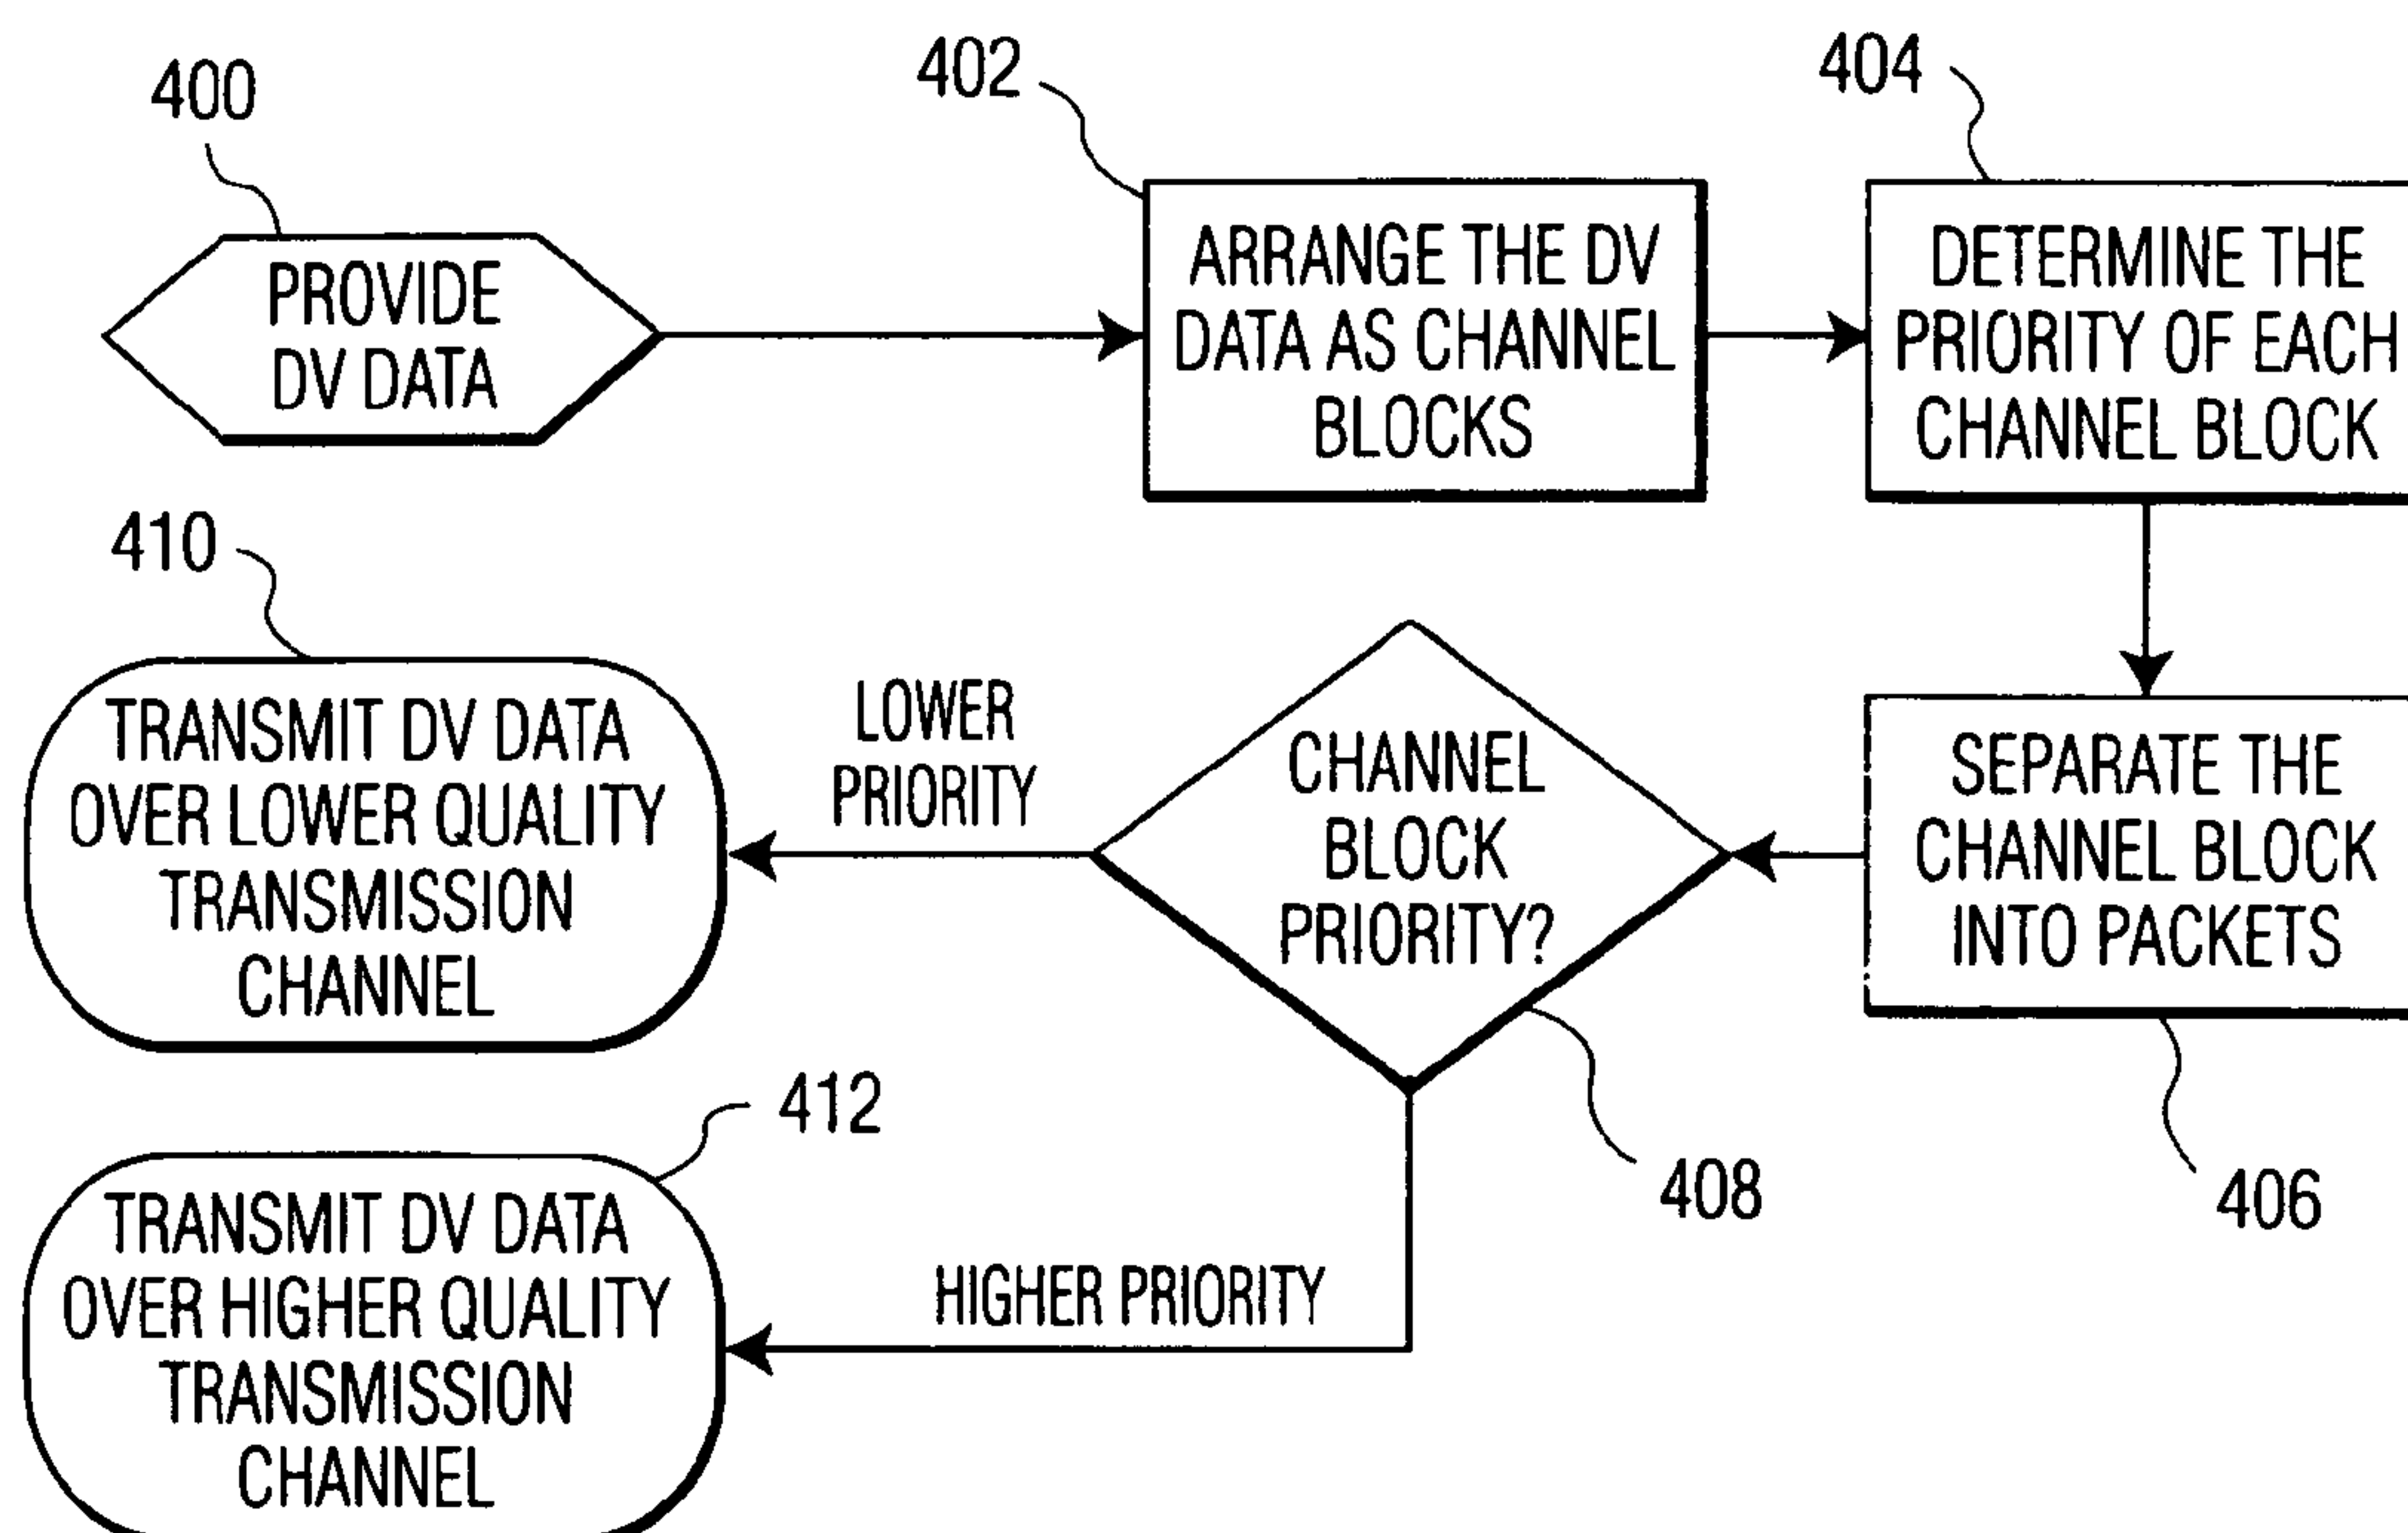 400
PROVIDE
DV DATA
402
ARRANGE THE DV
DATA AS CHANNEL
BLOCKS
404
DETERMINE THE
PRIORITY OF EACH
CHANNEL BLOCK
SEPARATE THE
CHANNEL BLOCK
INTO PACKETS
406
CHANNEL
BLOCK
PRIORITY?
408
LOWER
PRIORITY
410
TRANSMIT DV DATA
OVER LOWER QUALITY
TRANSMISSION
CHANNEL
HIGHER PRIORITY
412
TRANSMIT DV DATA
OVER HIGHER QUALITY
TRANSMISSION
CHANNEL